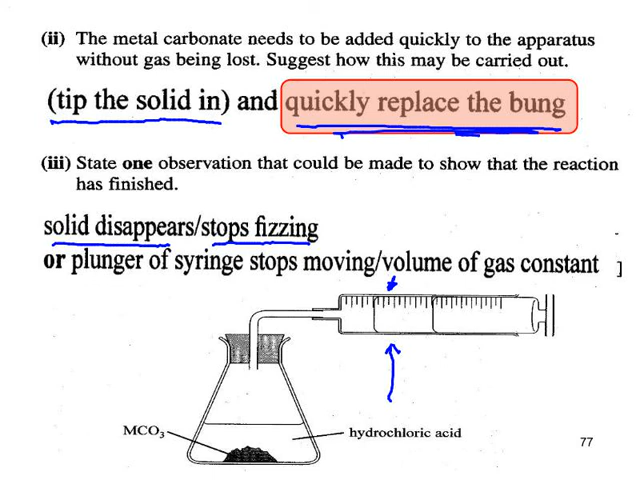 (ii) The metal carbonate needs to be added quickly to the apparatus
without gas being lost. Suggest how this may be carried out.
(tip the solid in) and quickly replace the bung
(iii) State one observation that could be made to show that the reaction
has finished.
solid disappears/stops fizzing
or plunger of syringe stops moving/volume of gas constant ]
MCO₃
hydrochloric acid
77